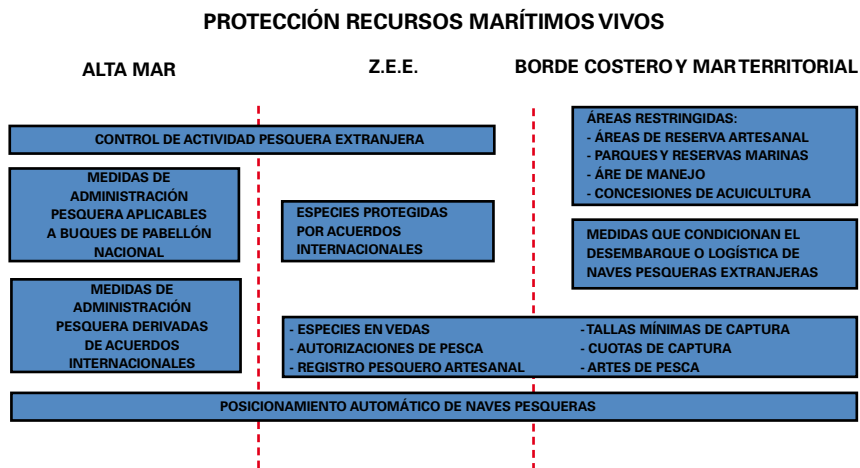 PROTECCIÓN RECURSOS MARÍTIMOS VIVOS
ALTA MAR
Z.E.E.
BORDE COSTERO Y MAR TERRITORIAL
CONTROL DE ACTIVIDAD PESQUERA EXTRANJERA
ÁREAS RESTRINGIDAS:
- ÁREAS DE RESERVA ARTESANAL
- PARQUES Y RESERVAS MARINAS
- ÁRE DE MANEJO
- CONCESIONES DE ACUICULTURA
MEDIDAS DE
ADMINISTRACIÓN
PESQUERA APLICABLES
A BUQUES DE PABELLÓN
NACIONAL
ESPECIES PROTEGIDAS
POR ACUERDOS
INTERNACIONALES
MEDIDAS QUE CONDICIONAN EL
DESEMBARQUE O LOGÍSTICA DE
NAVES PESQUERAS EXTRANJERAS
MEDIDAS DE
ADMINISTRACIÓN
PESQUERA DERIVADAS
DE ACUERDOS
INTERNACIONALES
- ESPECIES EN VEDAS
- AUTORIZACIONES DE PESCA
- REGISTRO PESQUERO ARTESANAL
- TALLAS MÍNIMAS DE CAPTURA
- CUOTAS DE CAPTURA
- ARTES DE PESCA
POSICIONAMIENTO AUTOMÁTICO DE NAVES PESQUERAS